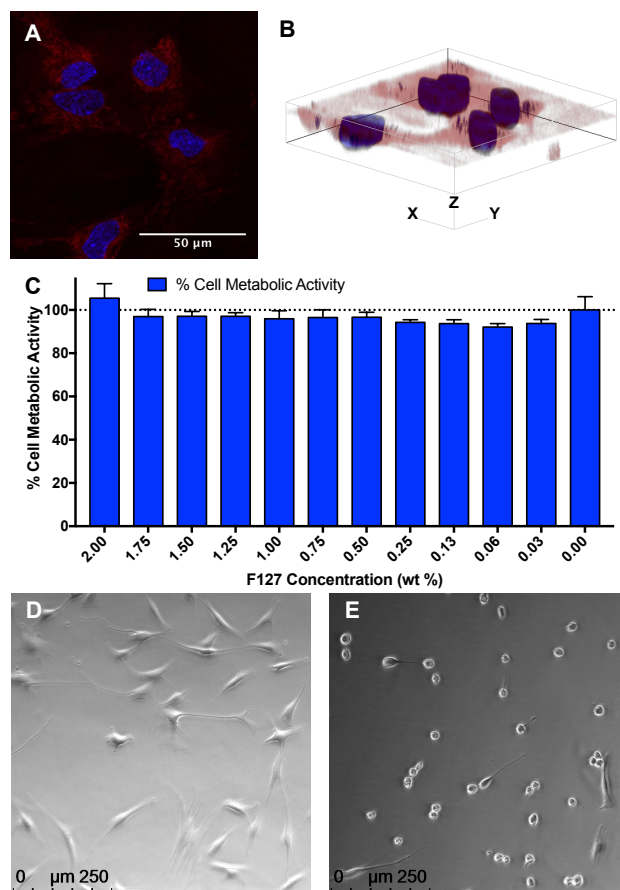 A
50 µm
B
X
Z
Y
C
% Cell Metabolic Activity
% Cell Metabolic Activity
100
80
60
40
20
0
2.00
1.75
1.50
1.25
1.00
0.75
0.50
0.25
0.13
0.06
0.03
0.00
F127 Concentration (wt %)
D
0 µm 250
E
0 µm 250